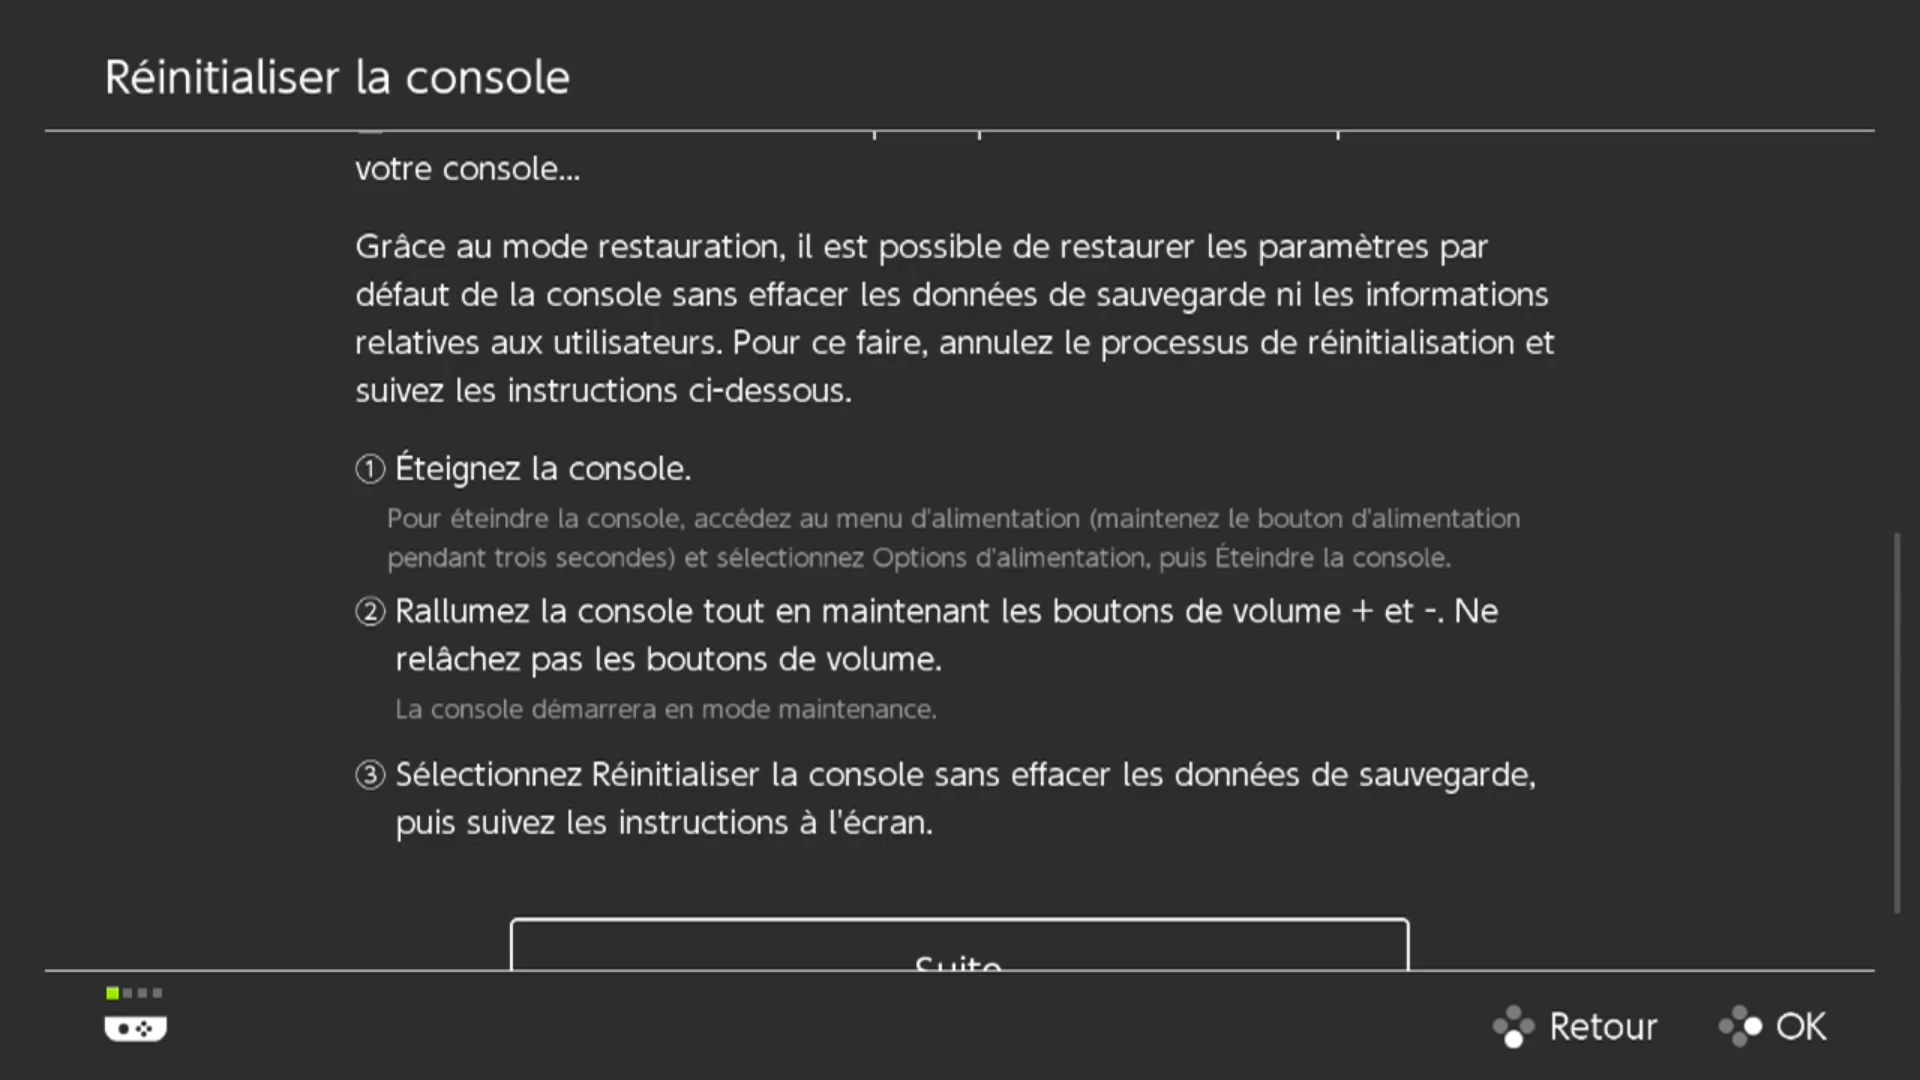 Réinitialiser la console
votre console...
Grâce au mode restauration, il est possible de restaurer les paramètres par
défaut de la console sans effacer les données de sauvegarde ni les informations
relatives aux utilisateurs. Pour ce faire, annulez le processus de réinitialisation et
suivez les instructions ci-dessous.
① Éteignez la console.
Pour éteindre la console, accédez au menu d'alimentation (maintenez le bouton d'alimentation
pendant trois secondes) et sélectionnez Options d'alimentation, puis Éteindre la console.
② Rallumez la console tout en maintenant les boutons de volume + et -. Ne
relâchez pas les boutons de volume.
La console démarrera en mode maintenance.
③ Sélectionnez Réinitialiser la console sans effacer les données de sauvegarde,
puis suivez les instructions à l'écran.
Suite
Retour OK